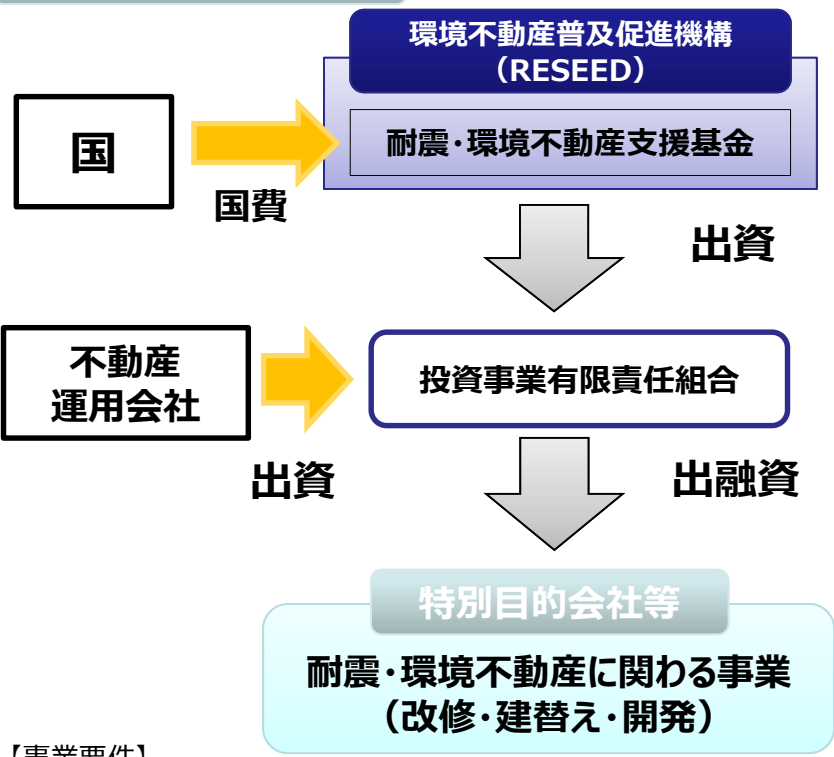 環境不動産普及促進機構
（RESEED）
国
耐震・環境不動産支援基金
国費
出資
不動産
運用会社
投資事業有限責任組合
出資
出融資
特別目的会社等
耐震・環境不動産に関わる事業
（改修・建替え・開発）
【事業要件】